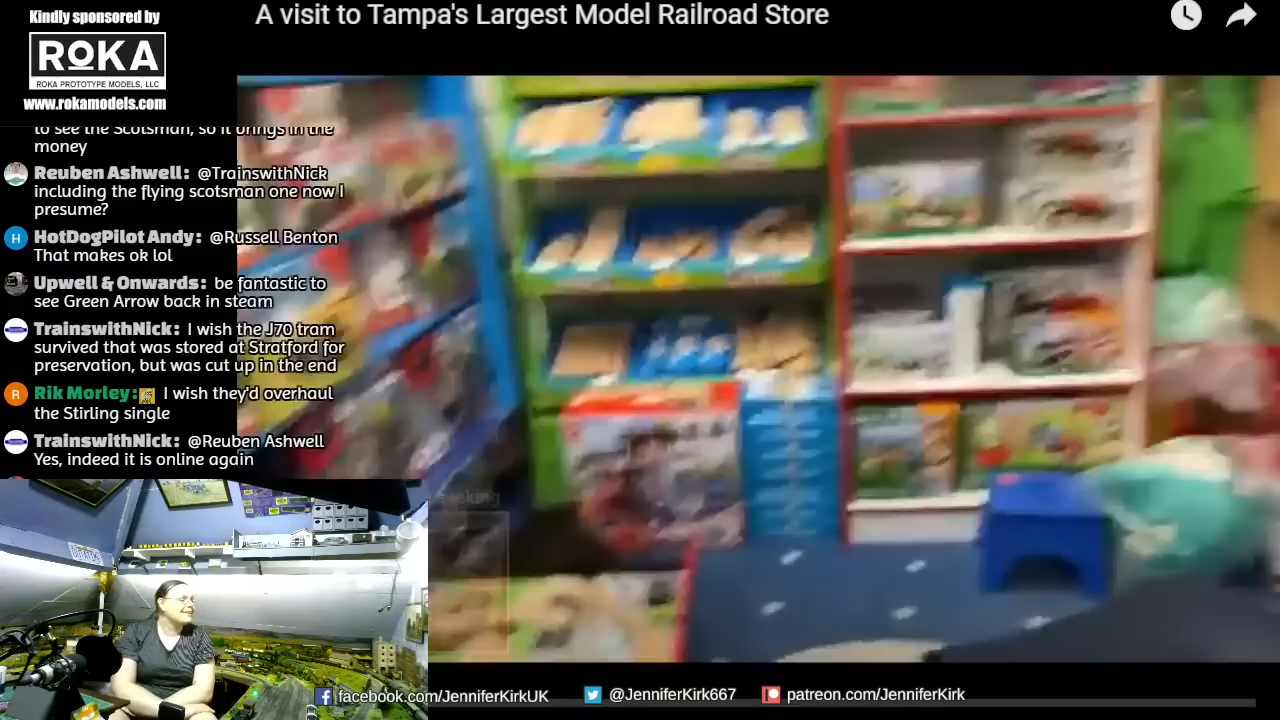 Kindly sponsored by
ROKA
ROKA PROTOTYPE MODELS, LLC
www.rokamodels.com
A visit to Tampa's Largest Model Railroad Store
to see the Scotsman, so it brings in the
money
Reuben Ashwell: @TrainswithNick
including the flying scotsman one now I
presume?
H HotDogPilot Andy: @Russell Benton
That makes ok lol
Upwell & Onwards: be fantastic to
see Green Arrow back in steam
TrainswithNick: I wish the J70 tram
survived that was stored at Stratford for
preservation, but was cut up in the end
R Rik Morley: I wish they'd overhaul
the Stirling single
TrainswithNick: @Reuben Ashwell
Yes, indeed it is online again
facebook.com/JenniferKirkUK
@JenniferKirk667
patreon.com/JenniferKirk